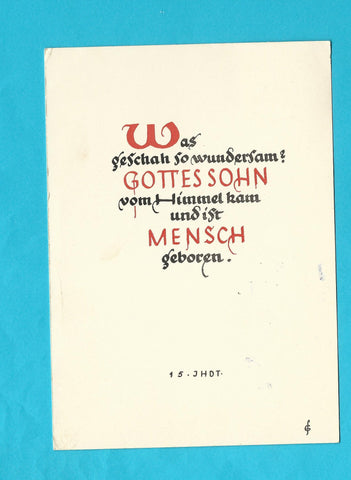 Was
geschah so wundersam?
GOTTES SOHN
vom Himmel kam
und ist
MENSCH
geboren.
15. JHDT.